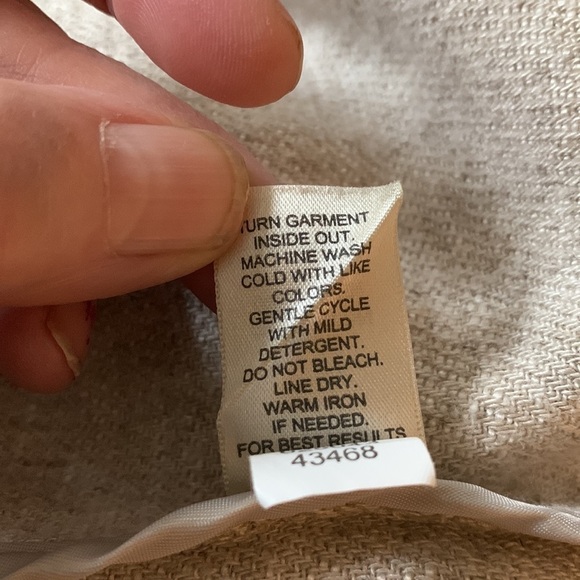 TURN GARMENT
INSIDE OUT.
MACHINE WASH
COLD WITH LIKE
COLORS.
GENTLE CYCLE
WITH MILD
DETERGENT.
DO NOT BLEACH.
LINE DRY.
WARM IRON
IF NEEDED.
FOR BEST RESULTS
43468